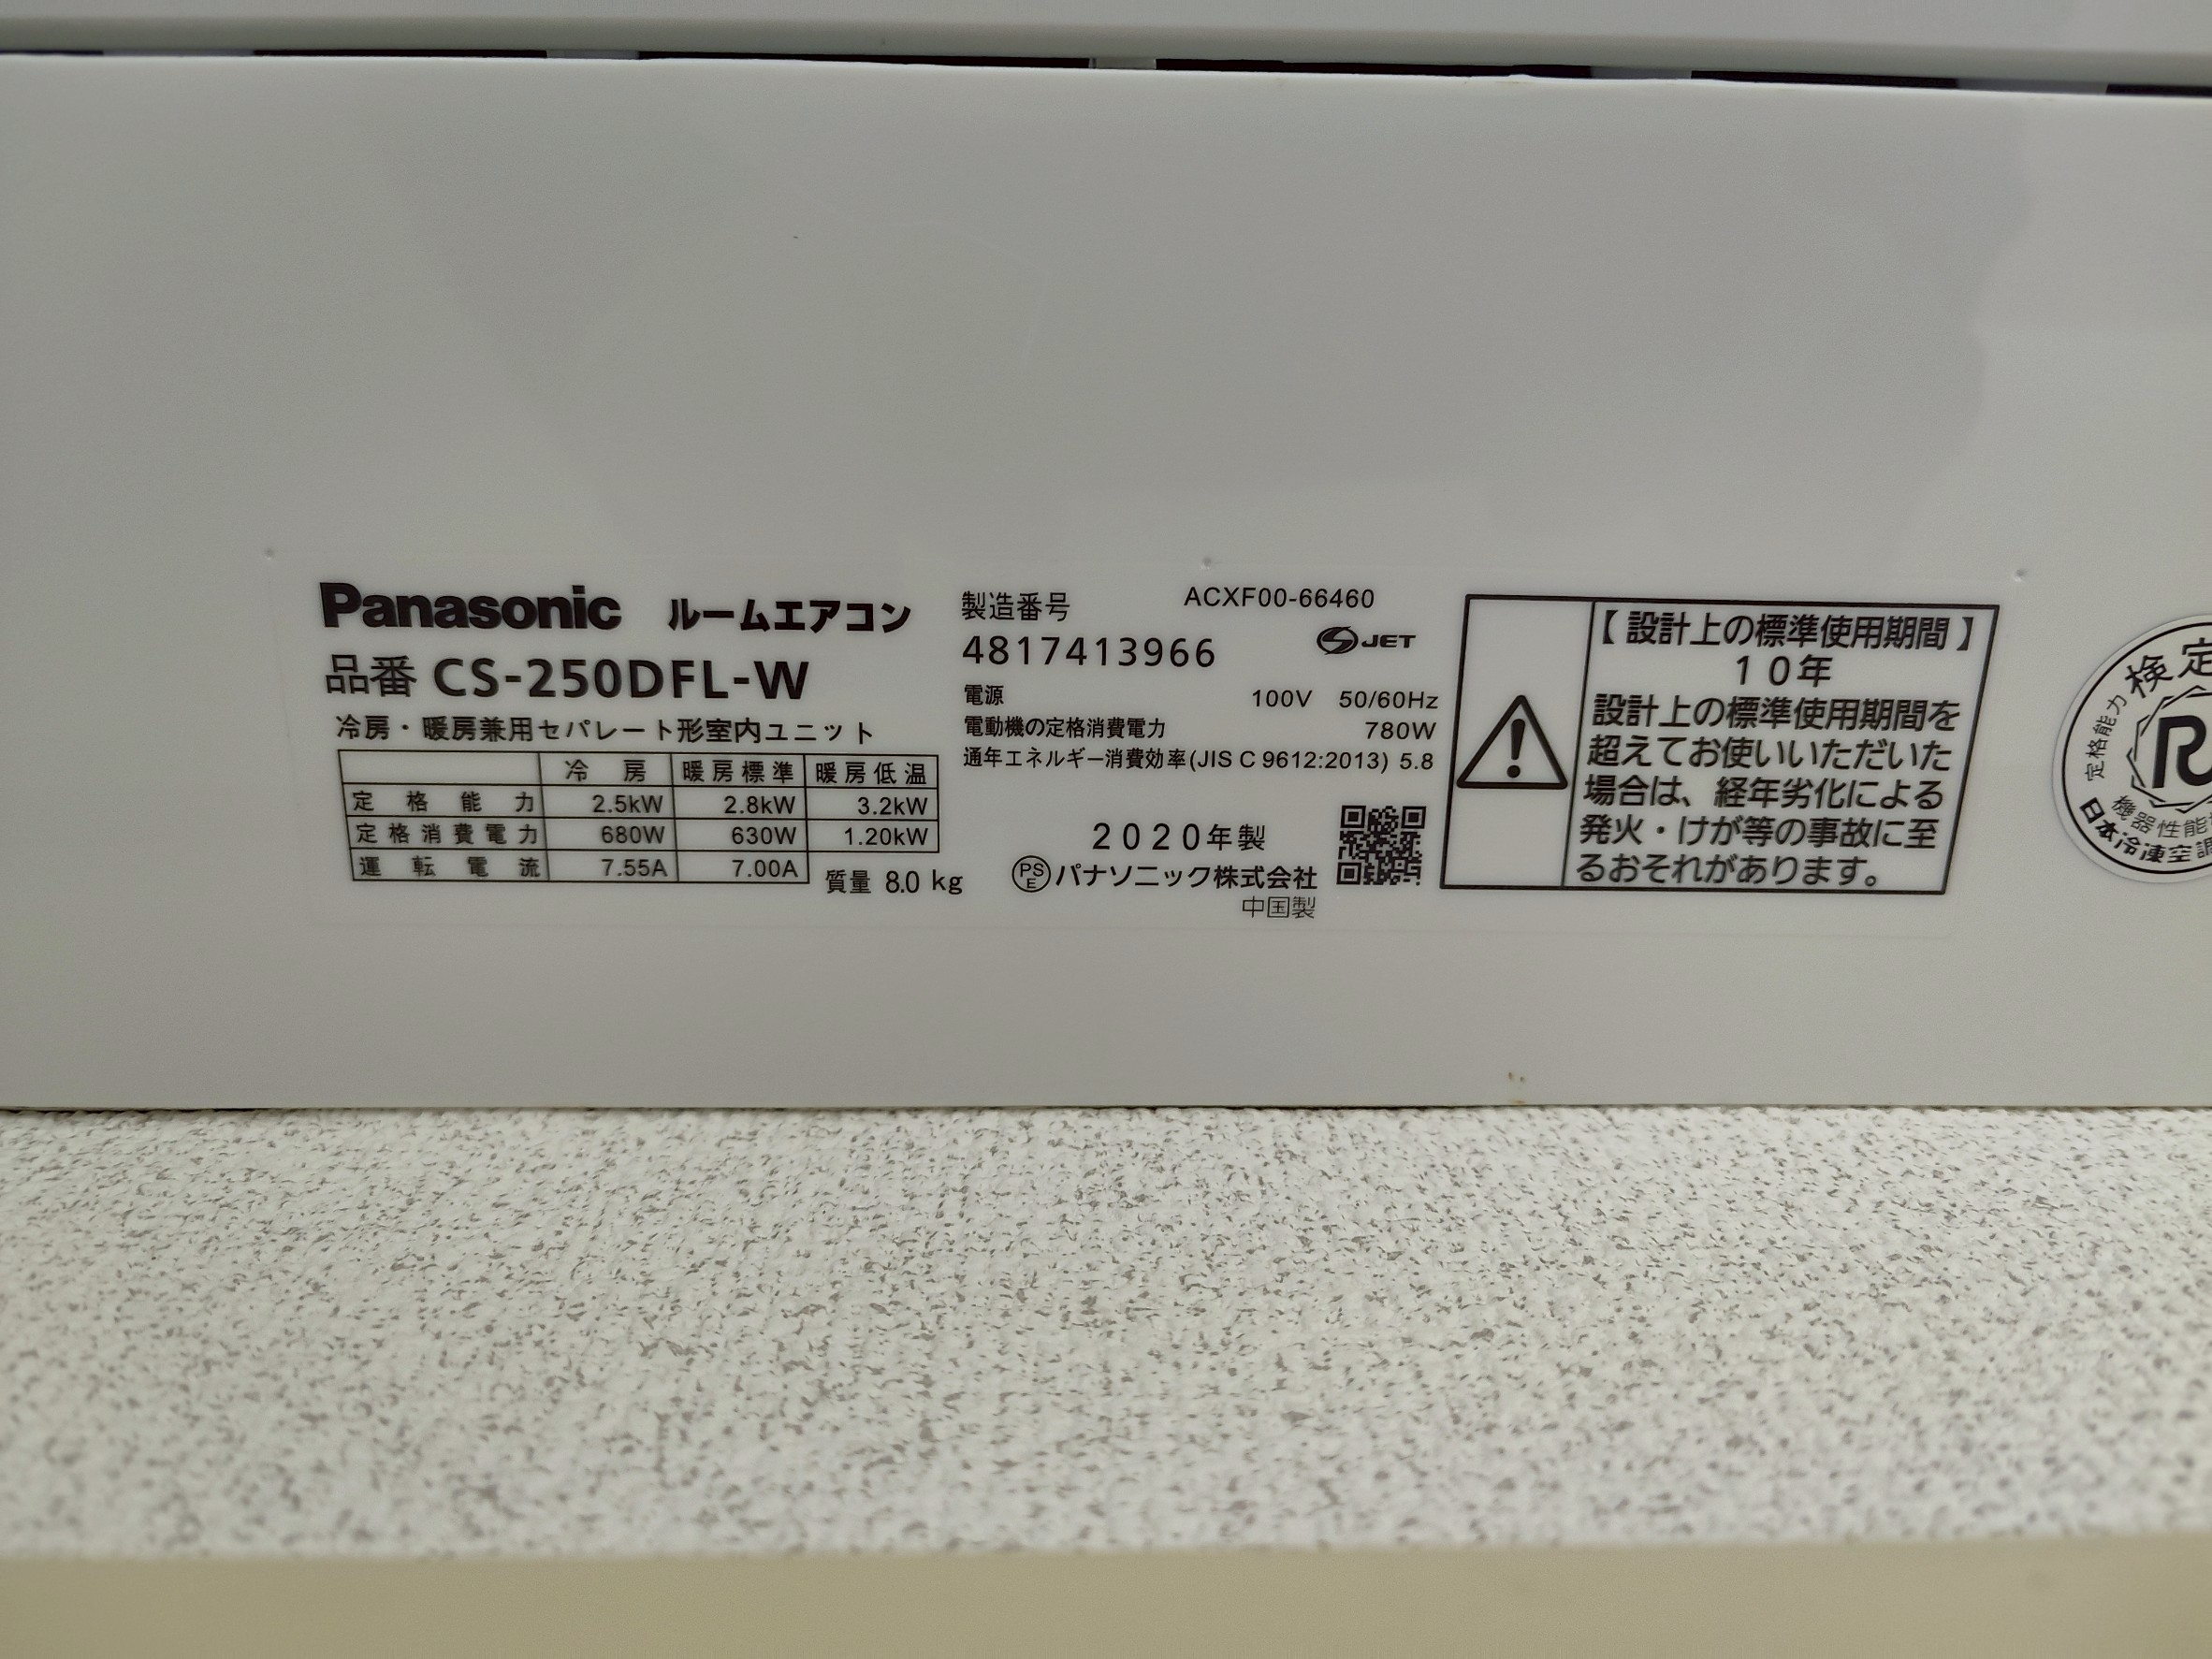 Panasonic ルームエアコン
品番 CS-250DFL-W
冷房・暖房兼用セパレート形室内ユニット
冷房 暖房標準 暖房低温
定格能力 2.5kW 2.8kW 3.2kW
定格消費電力 680W 630W 1.20kW
運転電流 7.55A 7.00A
質量 8.0 kg
製造番号 ACXF00-66460
4817413966
JET
電源 100V 50/60Hz
電動機の定格消費電力 780W
通年エネルギー消費効率(JIS C 9612:2013) 5.8
2020年製
PSE パナソニック株式会社
中国製
【設計上の標準使用期間】
10年
設計上の標準使用期間を
超えてお使いいただいた
場合は、経年劣化による
発火・けが等の事故に至
るおそれがあります。
検定
定格能力
R
機器性能
日本冷凍空調